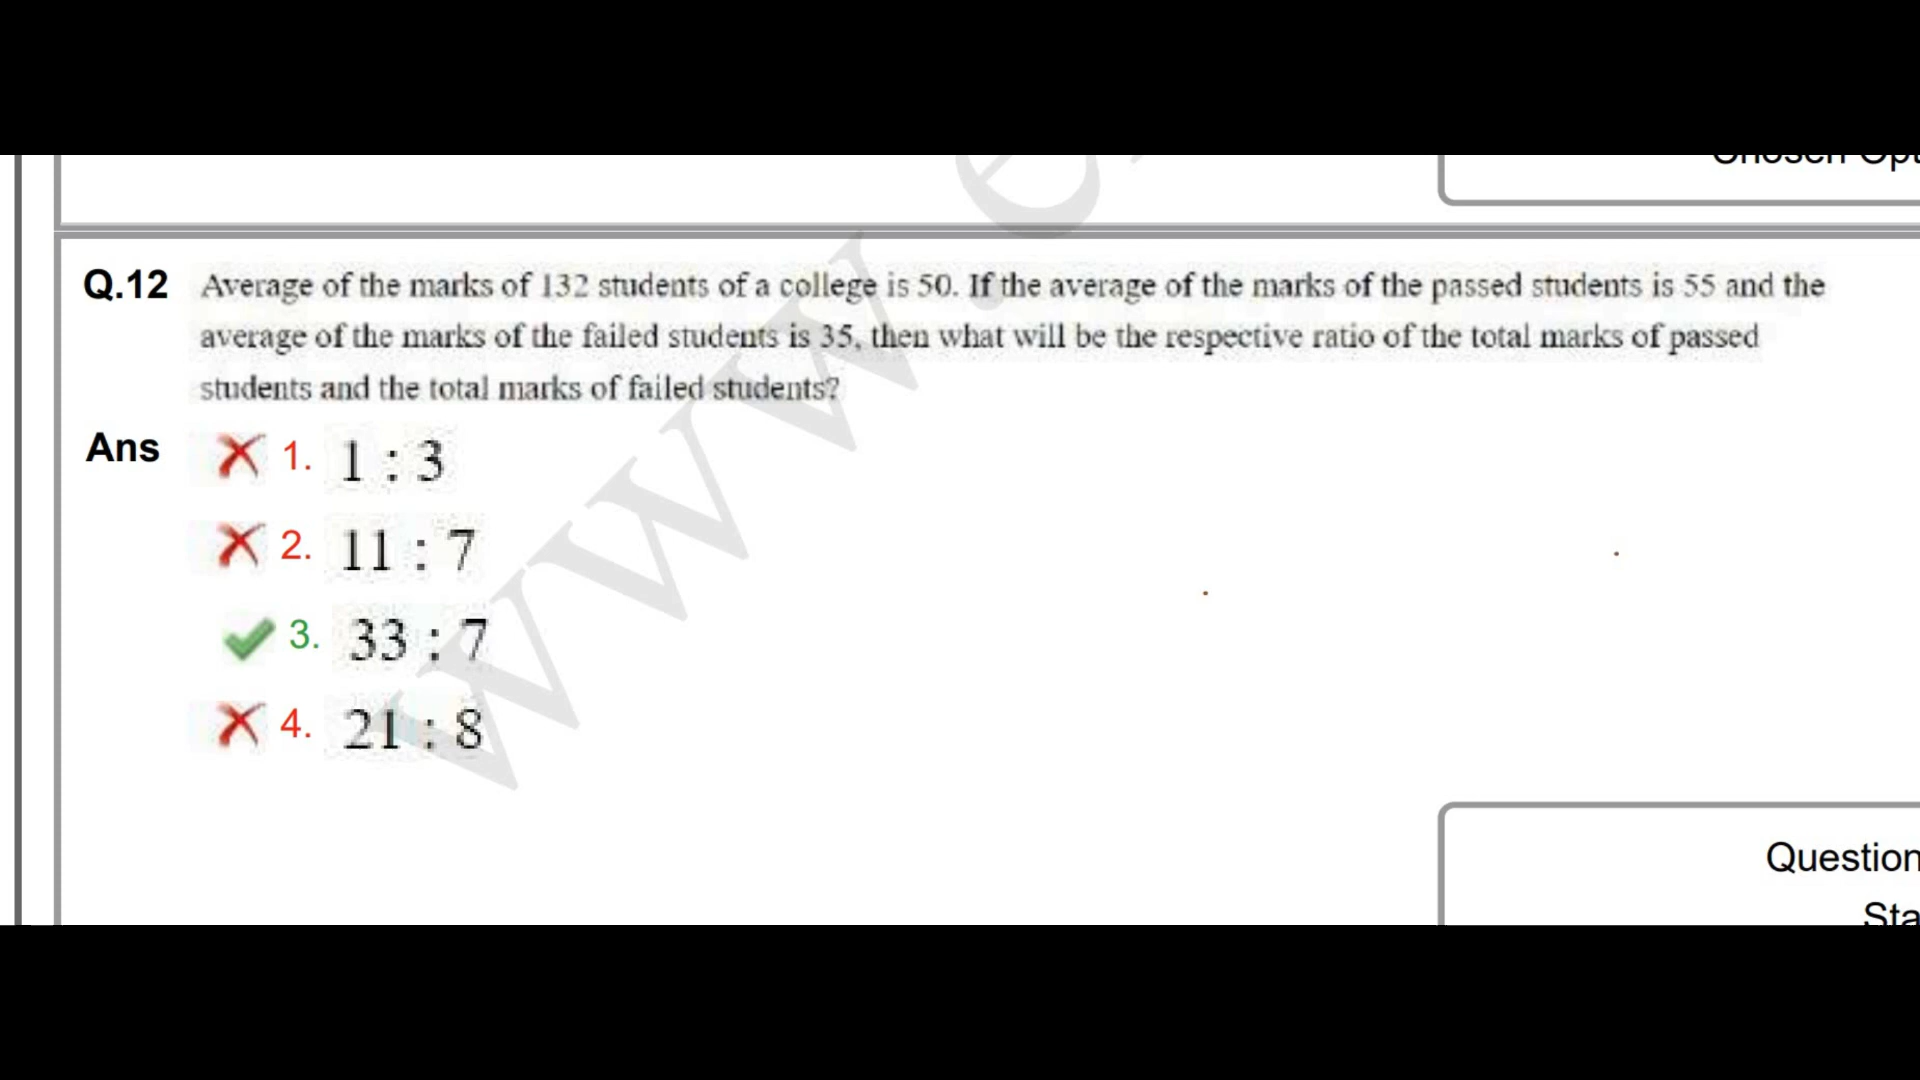 Q.12 Average of the marks of 132 students of a college is 50. If the average of the marks of the passed students is 55 and the
average of the marks of the failed students is 35, then what will be the respective ratio of the total marks of passed
students and the total marks of failed students?
Ans 1. 1 : 3
2. 11 : 7
3. 33 : 7
4. 21 : 8
Question
www.e